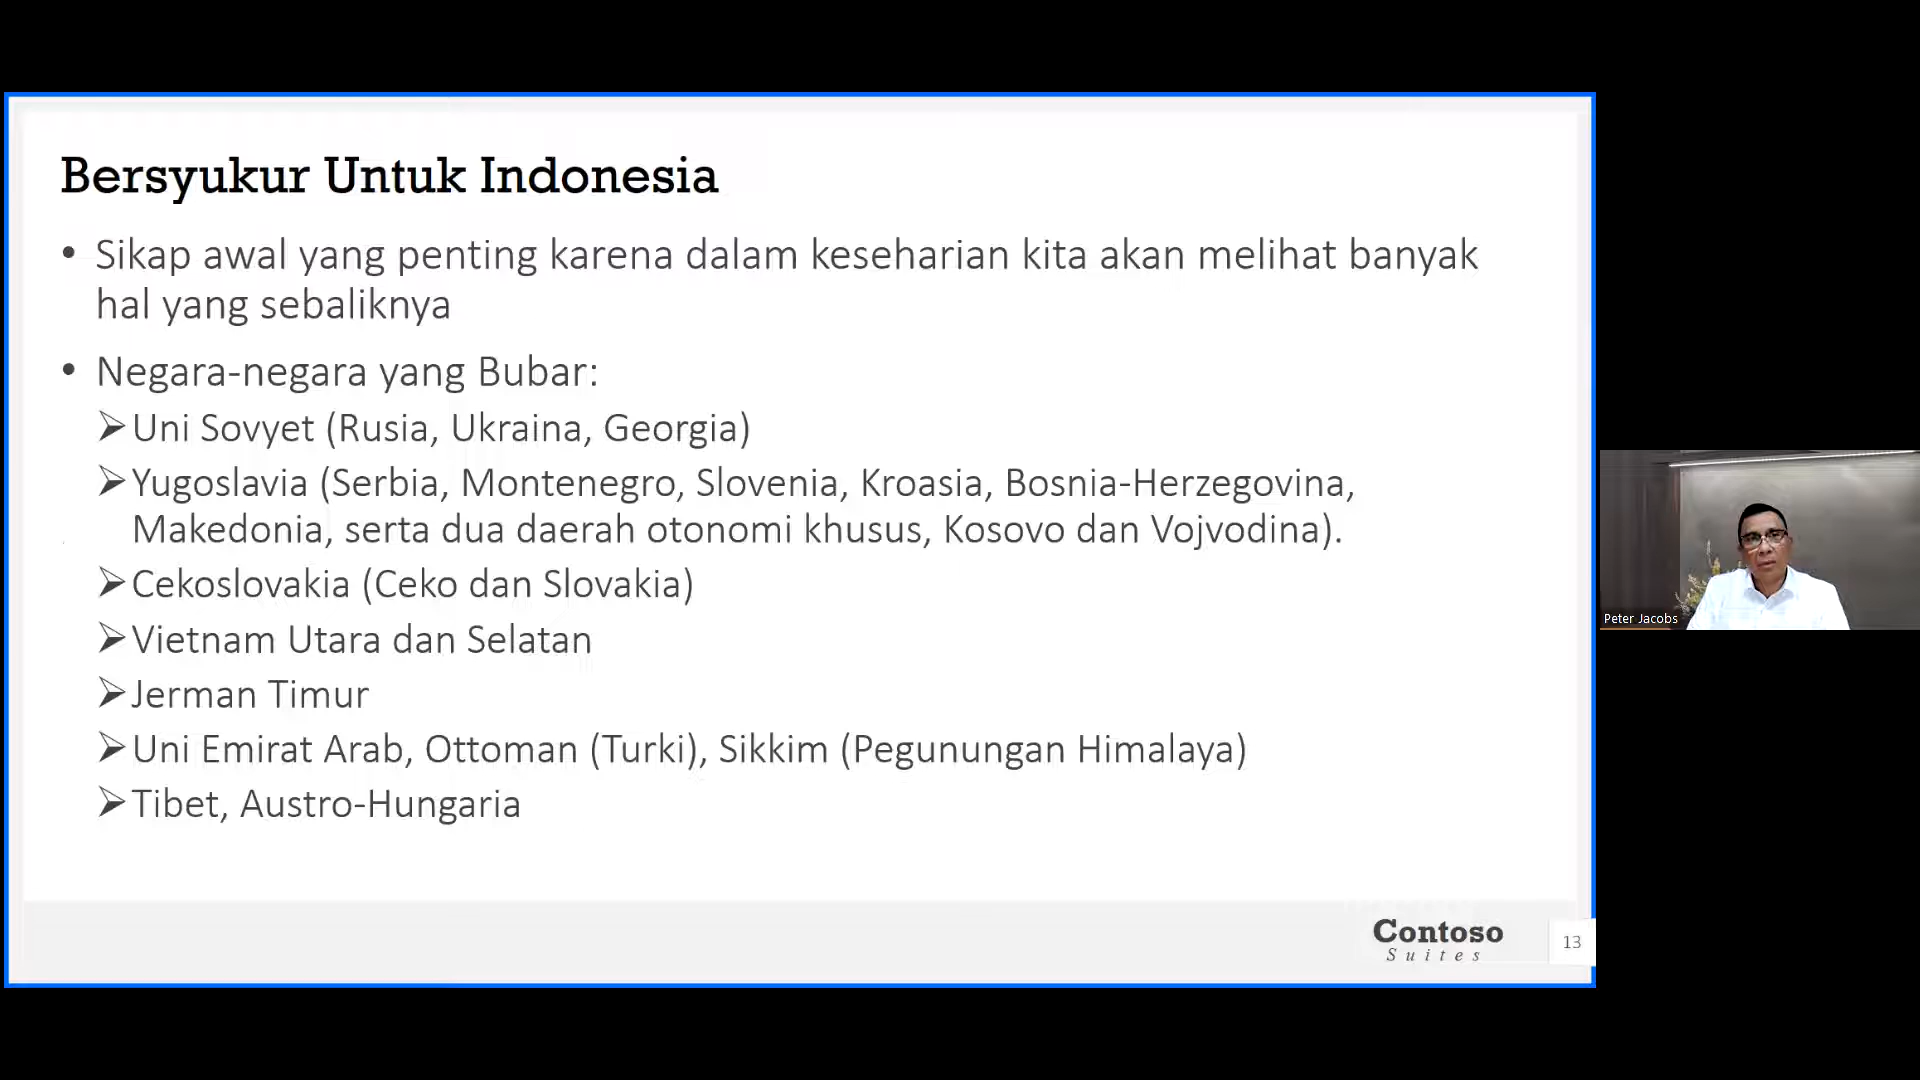 Bersyukur Untuk Indonesia
• Sikap awal yang penting karena dalam keseharian kita akan melihat banyak
hal yang sebaliknya
• Negara-negara yang Bubar:
➢Uni Sovyet (Rusia, Ukraina, Georgia)
➢Yugoslavia (Serbia, Montenegro, Slovenia, Kroasia, Bosnia-Herzegovina,
Makedonia, serta dua daerah otonomi khusus, Kosovo dan Vojvodina).
➢Cekoslovakia (Ceko dan Slovakia)
➢Vietnam Utara dan Selatan
➢Jerman Timur
➢Uni Emirat Arab, Ottoman (Turki), Sikkim (Pegunungan Himalaya)
➢Tibet, Austro-Hungaria
Contoso
Suites
13
Peter Jacobs